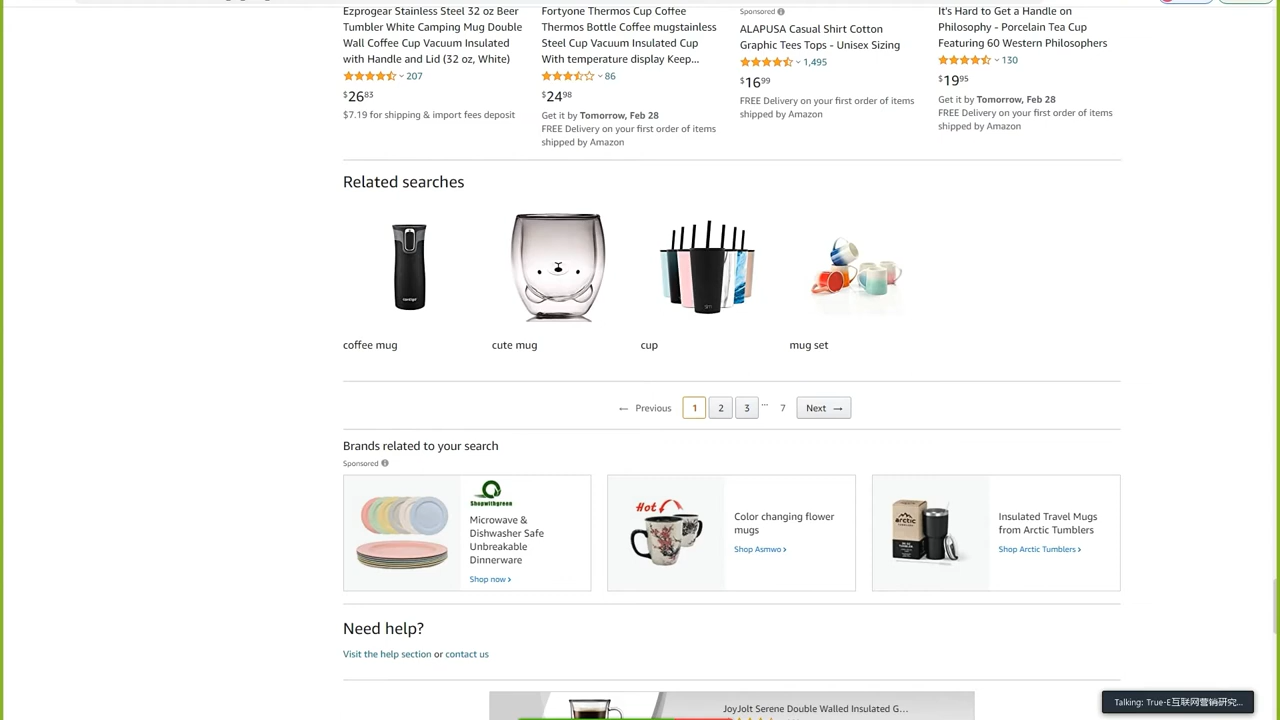 Ezprogear Stainless Steel 32 oz Beer
Tumbler White Camping Mug Double
Wall Coffee Cup Vacuum Insulated
with Handle and Lid (32 oz, White)
207
$2683
$7.19 for shipping & import fees deposit
Fortyone Thermos Cup Coffee
Thermos Bottle Coffee mugstainless
Steel Cup Vacuum Insulated Cup
With temperature display Keep...
86
$2498
Get it by Tomorrow, Feb 28
FREE Delivery on your first order of items
shipped by Amazon
Sponsored
ALAPUSA Casual Shirt Cotton
Graphic Tees Tops - Unisex Sizing
1,495
$1699
FREE Delivery on your first order of items
shipped by Amazon
It's Hard to Get a Handle on
Philosophy - Porcelain Tea Cup
Featuring 60 Western Philosophers
130
$1995
Get it by Tomorrow, Feb 28
FREE Delivery on your first order of items
shipped by Amazon
Related searches
contigo
coffee mug
cute mug
cup
mug set
← Previous 1 2 3 ... 7 Next →
Brands related to your search
Sponsored
Shopwithgreen
Microwave &
Dishwasher Safe
Unbreakable
Dinnerware
Shop now ›
Hot
Color changing flower
mugs
Shop Asmwo ›
arctic
Insulated Travel Mugs
from Arctic Tumblers
Shop Arctic Tumblers ›
Need help?
Visit the help section or contact us
JoyJolt Serene Double Walled Insulated G...
Talking: True-E互联网营销研究...